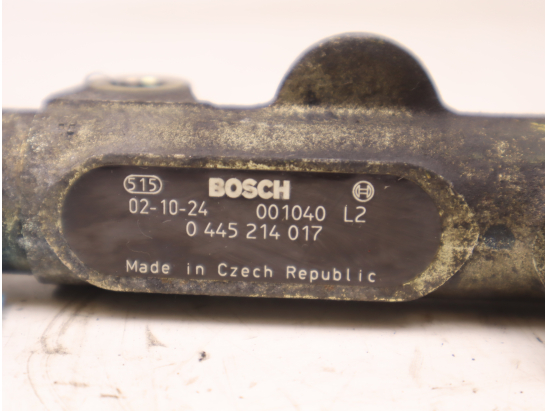 515 BOSCH
02-10-24 001040 L2
0 445 214 017
Made in Czech Republic